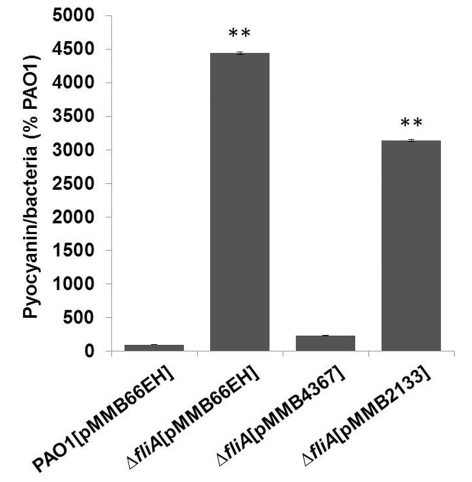 Pyocyanin/bacteria (% PAO1)
5000
4500
4000
3500
3000
2500
2000
1500
1000
500
0
**
**
PAO1[pMMB66EH]
ΔfliA[pMMB66EH]
ΔfliA[pMMB4367]
ΔfliA[pMMB2133]